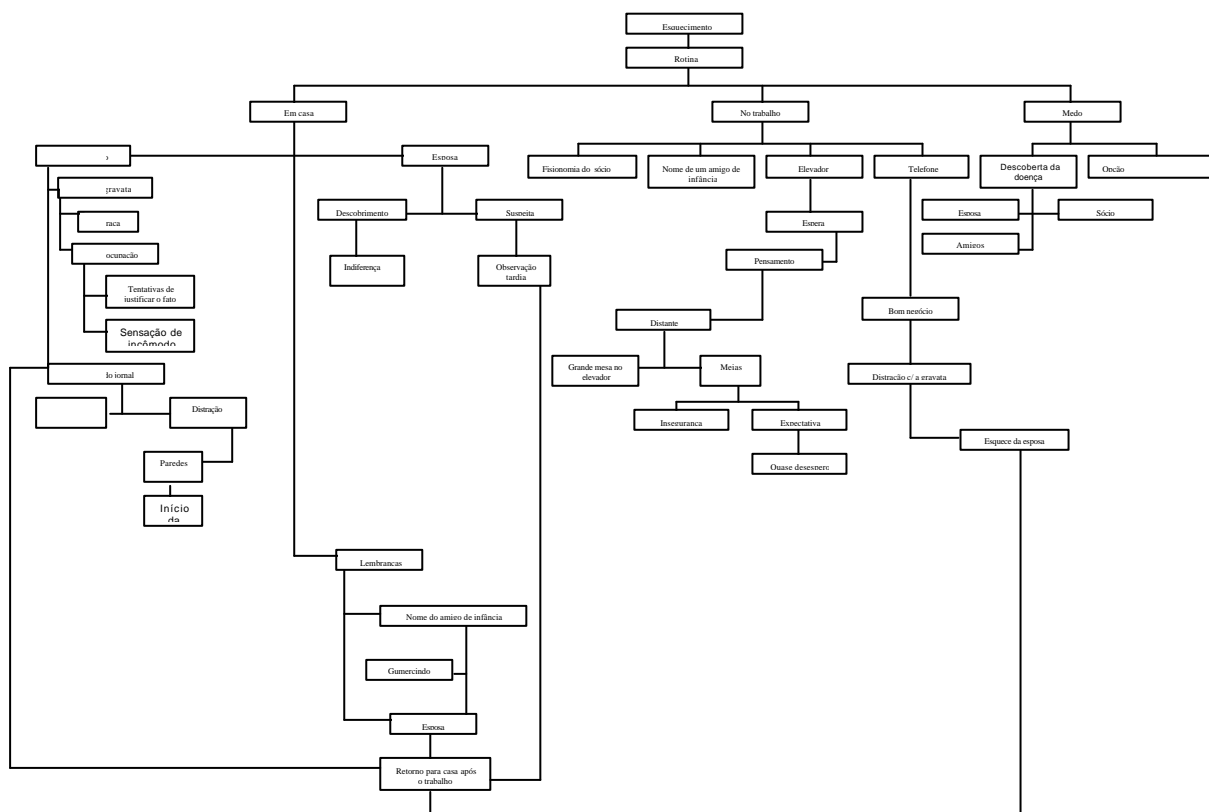 Esquecimento
Rotina
Em casa
No trabalho
Medo
Esposa
Fisionomia do sócio
Nome de um amigo de
infância
Elevador
Telefone
Descoberta da
doença
Opção
gravata
Descobrimento
Suspeita
Espera
Esposa
Sócio
Amigos
Indiferença
Observação
tardia
Pensamento
Tentativas de
justificar o fato
Sensação de
incômodo
Bom negócio
Distante
Grande mesa no
elevador
Meias
Distração c/ a gravata
do jornal
Distração
Insegurança
Expectativa
Esquece da esposa
Paredes
Quase desespero
Início
da
Lembranças
Nome do amigo de infância
Gumercindo
Esposa
Retorno para casa após
o trabalho